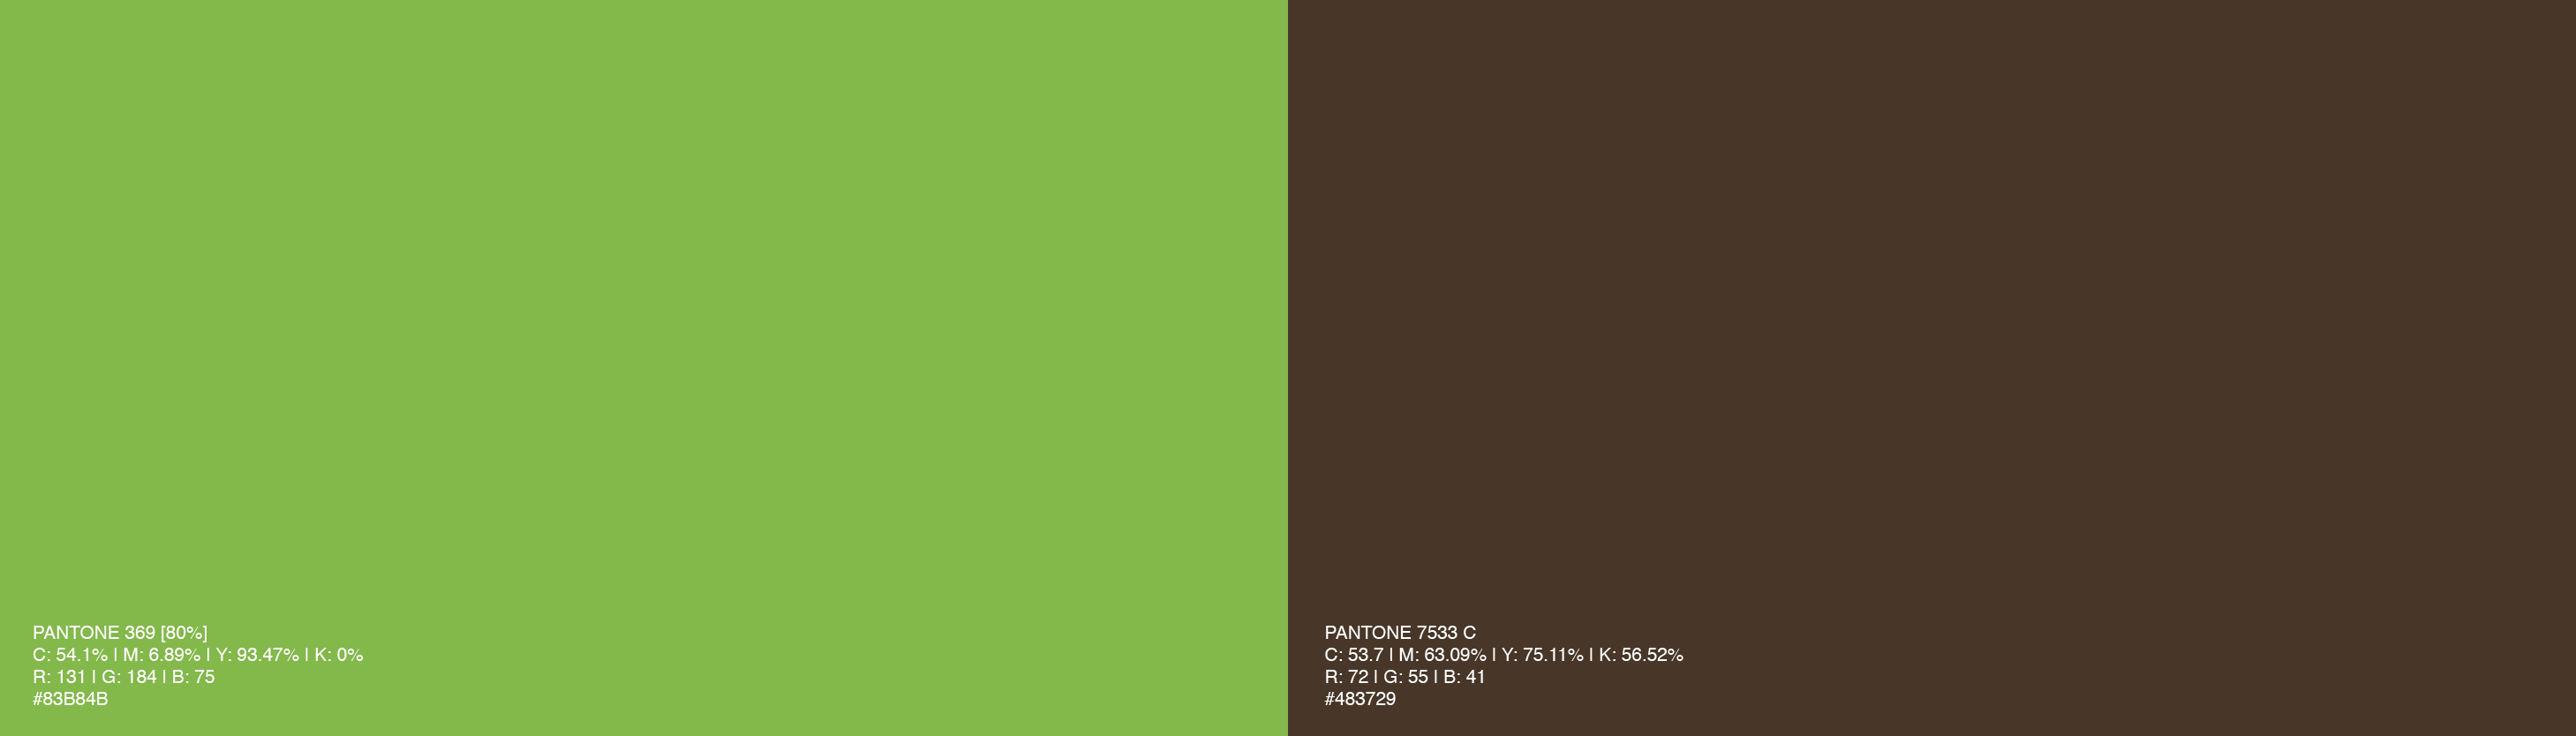 PANTONE 369 [80%]
C: 54.1% | M: 6.89% | Y: 93.47% | K: 0%
R: 131 | G: 184 | B: 75
#83B84B
PANTONE 7533 C
C: 53.7 | M: 63.09% | Y: 75.11% | K: 56.52%
R: 72 | G: 55 | B: 41
#483729